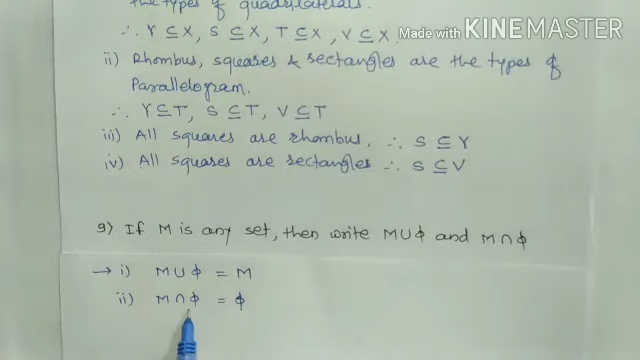 the types of quadrilaterals.
∴ Y ⊆ X, S ⊆ X, T ⊆ X, V ⊆ X.
Made with KINEMASTER
ii) Rhombus, squares & rectangles are the types of
Parallelogram.
∴ Y ⊆ T, S ⊆ T, V ⊆ T
iii) All squares are rhombus, ∴ S ⊆ Y
iv) All squares are rectangles ∴ S ⊆ V
9) If M is any set, then write M∪ϕ and M∩ϕ
→ i) M∪ϕ = M
ii) M∩ϕ = ϕ